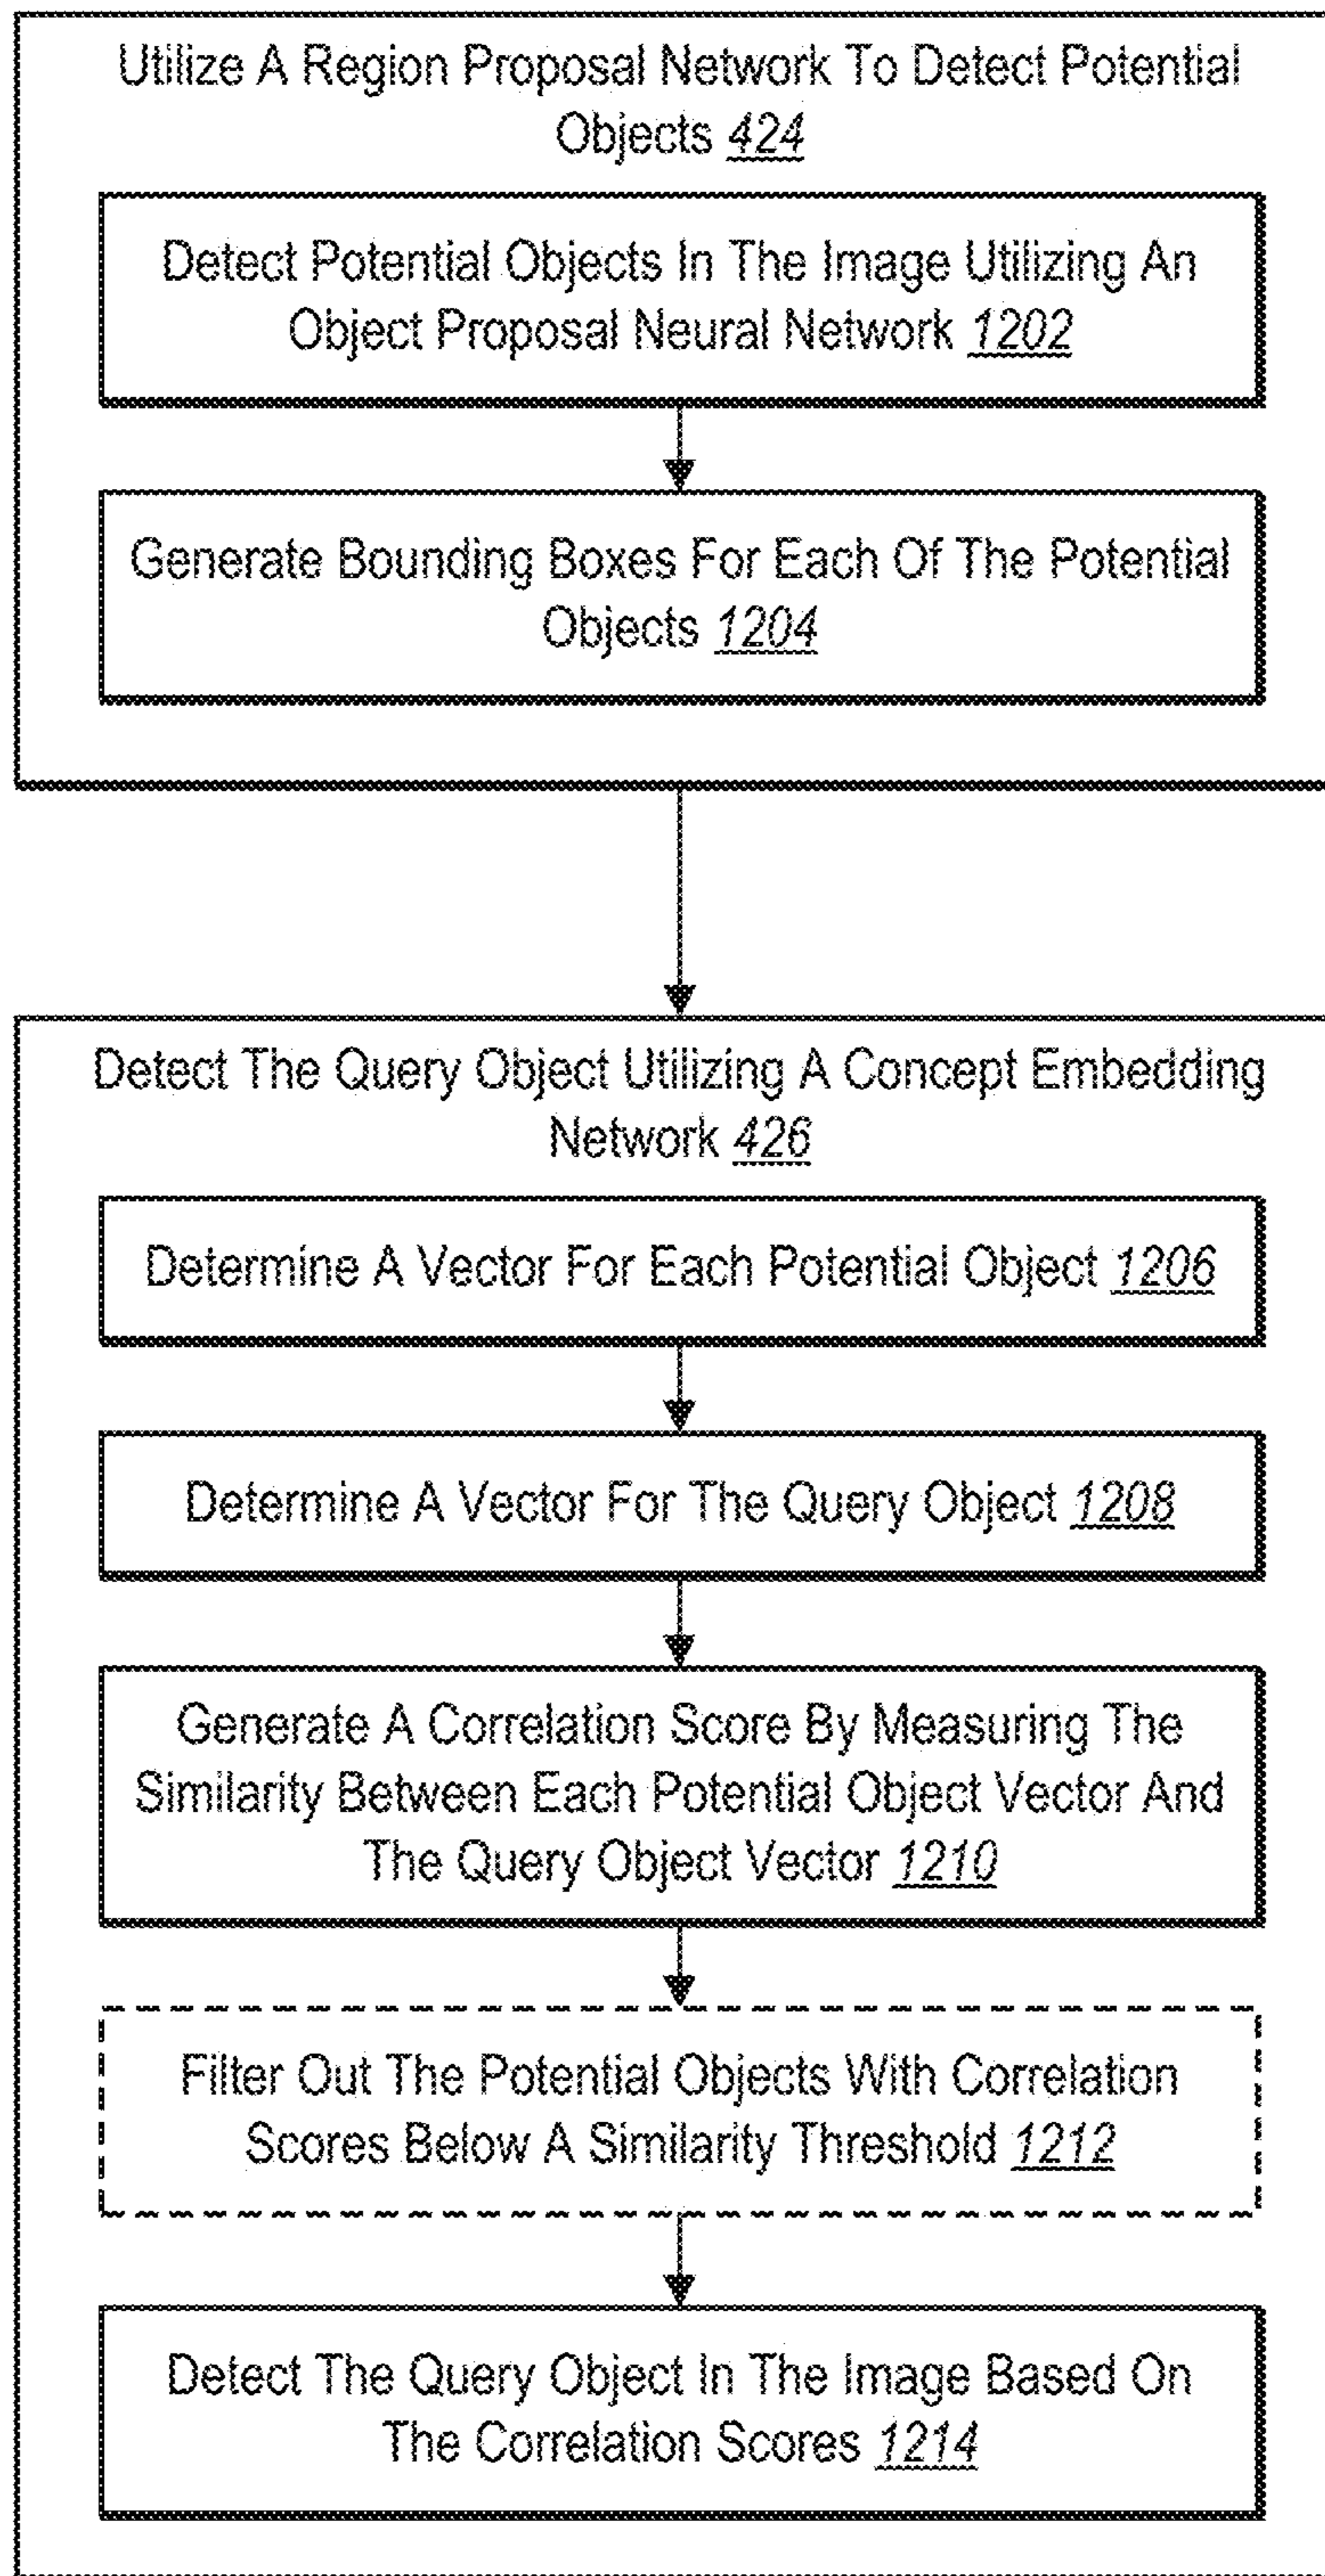 Utilize A Region Proposal Network To Detect Potential
Objects 424
Detect Potential Objects In The Image Utilizing An
Object Proposal Neural Network 1202
Generate Bounding Boxes For Each Of The Potential
Objects 1204
Detect The Query Object Utilizing A Concept Embedding
Network 426
Determine A Vector For Each Potential Object 1206
Determine A Vector For The Query Object 1208
Generate A Correlation Score By Measuring The
Similarity Between Each Potential Object Vector And
The Query Object Vector 1210
Filter Out The Potential Objects With Correlation
Scores Below A Similarity Threshold 1212
Detect The Query Object In The Image Based On
The Correlation Scores 1214